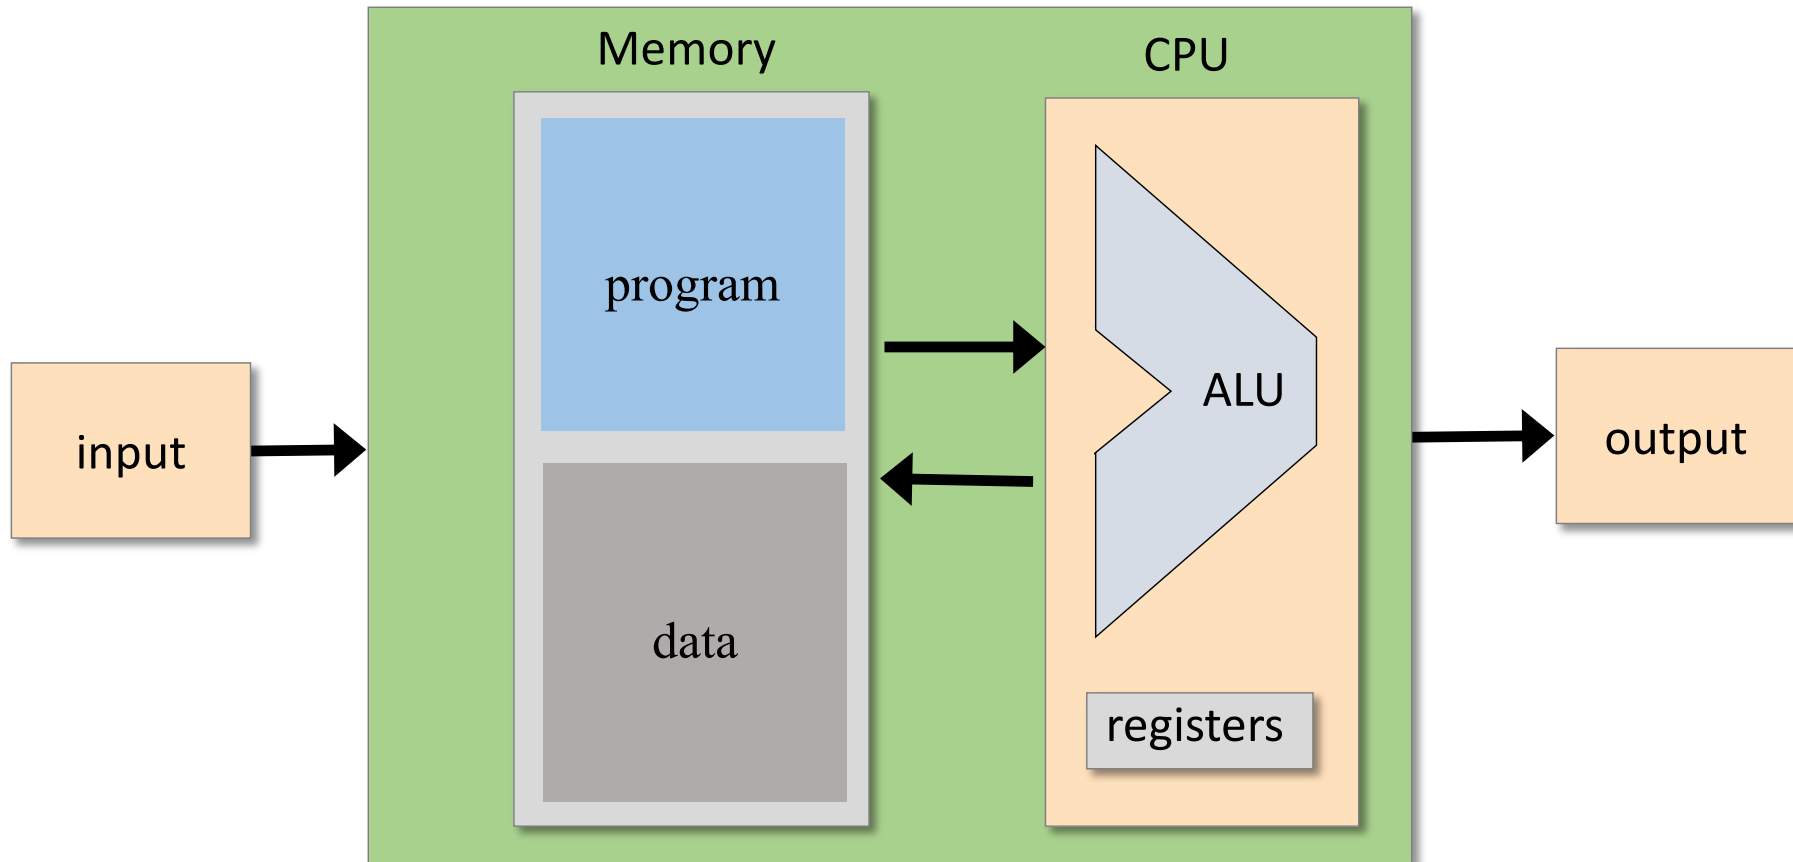 Memory
CPU
program
ALU
input
output
data
registers